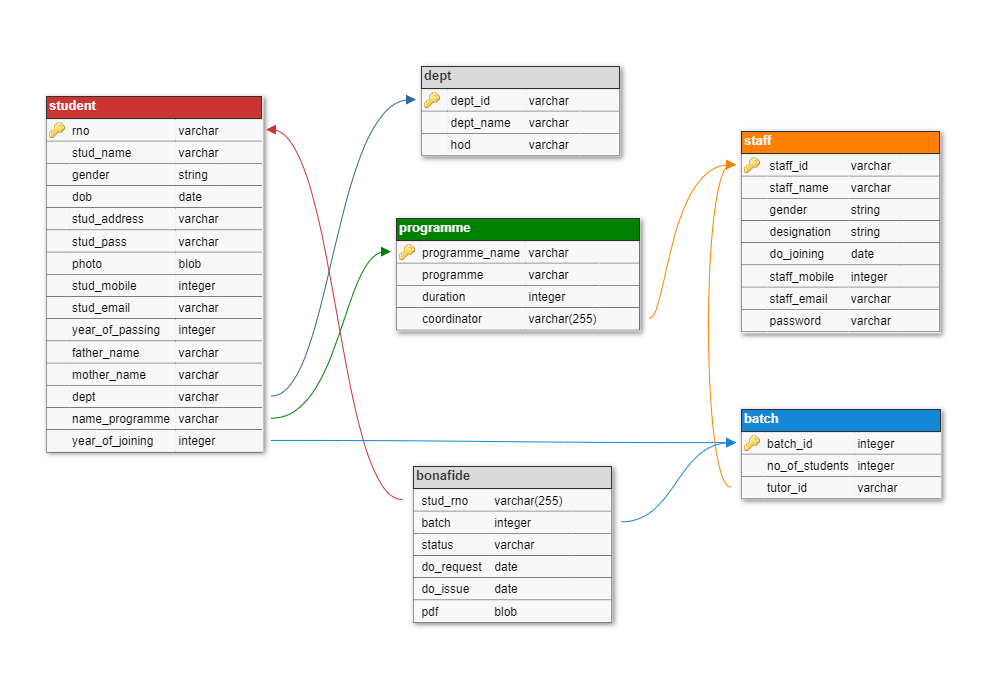 student
rno varchar
stud_name varchar
gender string
dob date
stud_address varchar
stud_pass varchar
photo blob
stud_mobile integer
stud_email varchar
year_of_passing integer
father_name varchar
mother_name varchar
dept varchar
name_programme varchar
year_of_joining integer
dept
dept_id varchar
dept_name varchar
hod varchar
programme
programme_name varchar
programme varchar
duration integer
coordinator varchar(255)
bonafide
stud_rno varchar(255)
batch integer
status varchar
do_request date
do_issue date
pdf blob
staff
staff_id varchar
staff_name varchar
gender string
designation string
do_joining date
staff_mobile integer
staff_email varchar
password varchar
batch
batch_id integer
no_of_students integer
tutor_id varchar